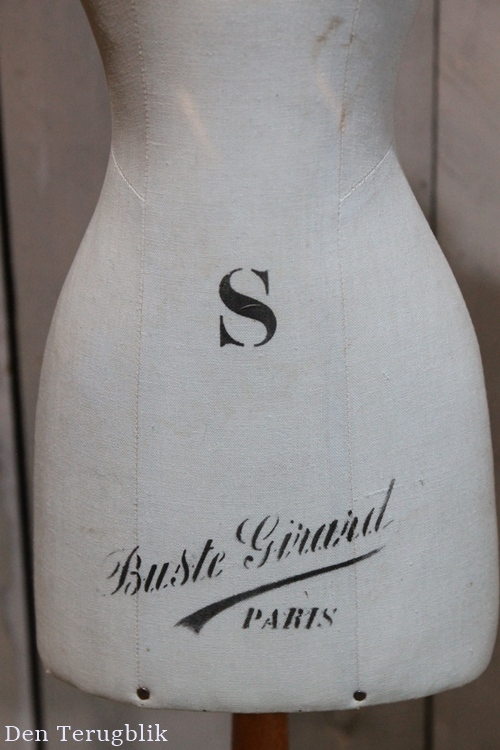 S
Buste Girard
PARIS
Den Terugblik